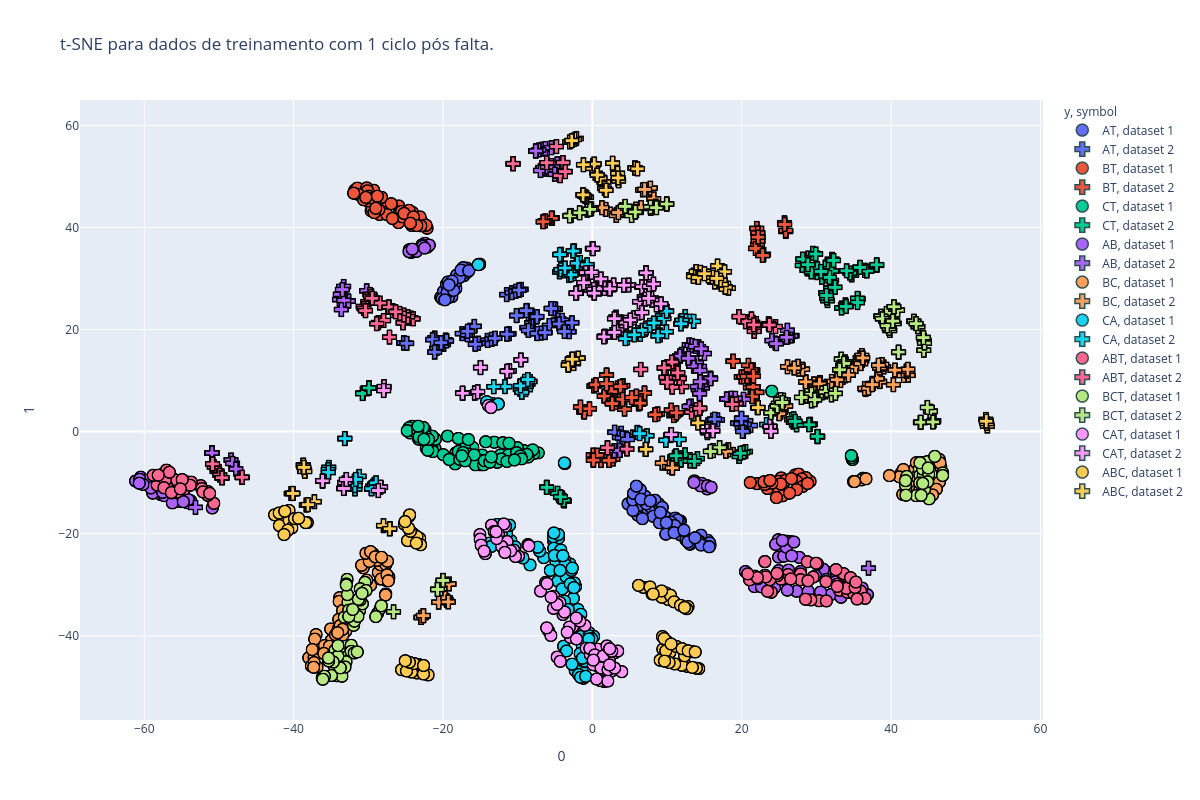 t-SNE para dados de treinamento com 1 ciclo pós falta.
y, symbol
AT, dataset 1
AT, dataset 2
BT, dataset 1
BT, dataset 2
CT, dataset 1
CT, dataset 2
AB, dataset 1
AB, dataset 2
BC, dataset 1
BC, dataset 2
CA, dataset 1
CA, dataset 2
ABT, dataset 1
ABT, dataset 2
BCT, dataset 1
BCT, dataset 2
CAT, dataset 1
CAT, dataset 2
ABC, dataset 1
ABC, dataset 2
60
40
20
0
−20
−40
1
−60
−40
−20
0
20
40
60
0